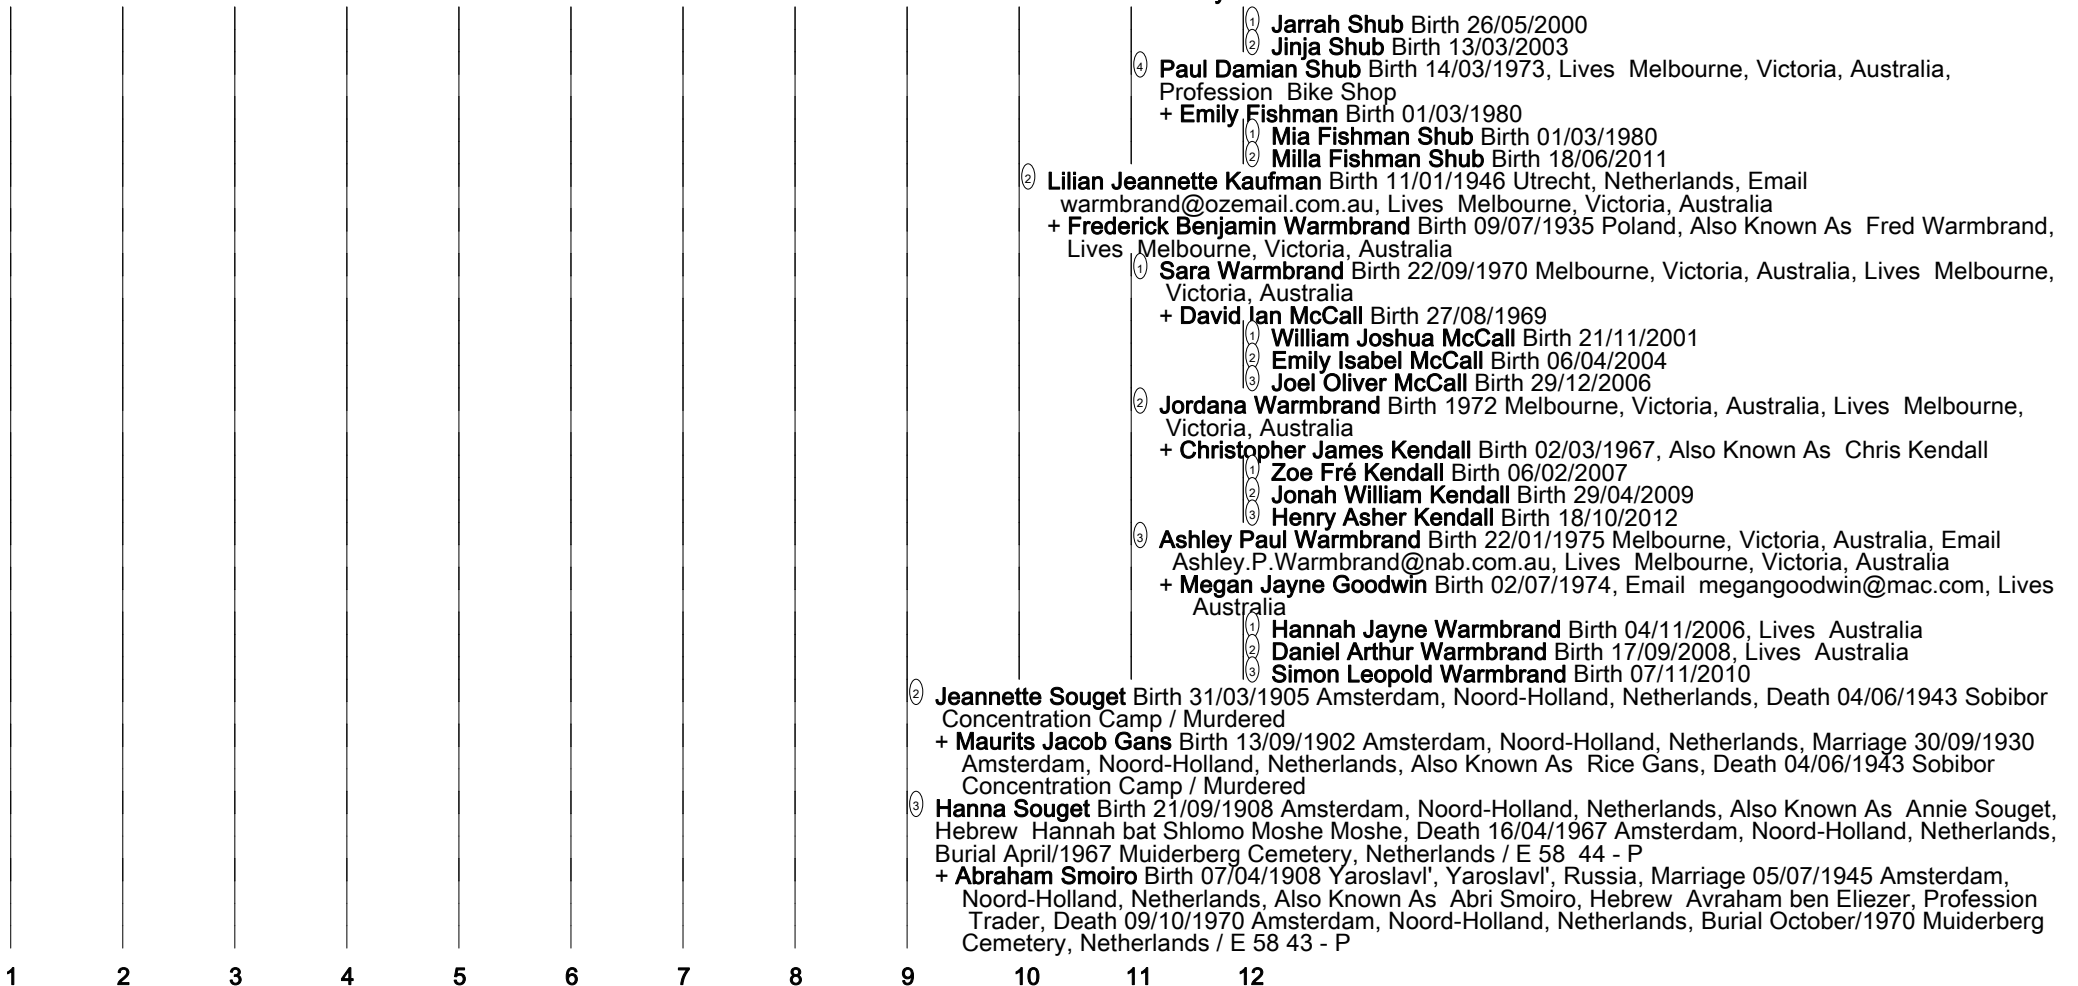 ① Jarrah Shub Birth 26/05/2000
② Jinja Shub Birth 13/03/2003
④ Paul Damian Shub Birth 14/03/1973, Lives Melbourne, Victoria, Australia,
Profession Bike Shop
+ Emily Fishman Birth 01/03/1980
① Mia Fishman Shub Birth 01/03/1980
② Milla Fishman Shub Birth 18/06/2011
② Lilian Jeannette Kaufman Birth 11/01/1946 Utrecht, Netherlands, Email
warmbrand@ozemail.com.au, Lives Melbourne, Victoria, Australia
+ Frederick Benjamin Warmbrand Birth 09/07/1935 Poland, Also Known As Fred Warmbrand,
Lives Melbourne, Victoria, Australia
① Sara Warmbrand Birth 22/09/1970 Melbourne, Victoria, Australia, Lives Melbourne,
Victoria, Australia
+ David Ian McCall Birth 27/08/1969
① William Joshua McCall Birth 21/11/2001
② Emily Isabel McCall Birth 06/04/2004
③ Joel Oliver McCall Birth 29/12/2006
② Jordana Warmbrand Birth 1972 Melbourne, Victoria, Australia, Lives Melbourne,
Victoria, Australia
+ Christopher James Kendall Birth 02/03/1967, Also Known As Chris Kendall
① Zoe Fré Kendall Birth 06/02/2007
② Jonah William Kendall Birth 29/04/2009
③ Henry Asher Kendall Birth 18/10/2012
③ Ashley Paul Warmbrand Birth 22/01/1975 Melbourne, Victoria, Australia, Email
Ashley.P.Warmbrand@nab.com.au, Lives Melbourne, Victoria, Australia
+ Megan Jayne Goodwin Birth 02/07/1974, Email megangoodwin@mac.com, Lives
Australia
① Hannah Jayne Warmbrand Birth 04/11/2006, Lives Australia
② Daniel Arthur Warmbrand Birth 17/09/2008, Lives Australia
③ Simon Leopold Warmbrand Birth 07/11/2010
② Jeannette Souget Birth 31/03/1905 Amsterdam, Noord-Holland, Netherlands, Death 04/06/1943 Sobibor
Concentration Camp / Murdered
+ Maurits Jacob Gans Birth 13/09/1902 Amsterdam, Noord-Holland, Netherlands, Marriage 30/09/1930
Amsterdam, Noord-Holland, Netherlands, Also Known As Rice Gans, Death 04/06/1943 Sobibor
Concentration Camp / Murdered
③ Hanna Souget Birth 21/09/1908 Amsterdam, Noord-Holland, Netherlands, Also Known As Annie Souget,
Hebrew Hannah bat Shlomo Moshe Moshe, Death 16/04/1967 Amsterdam, Noord-Holland, Netherlands,
Burial April/1967 Muiderberg Cemetery, Netherlands / E 58 44 - P
+ Abraham Smoiro Birth 07/04/1908 Yaroslavl', Yaroslavl', Russia, Marriage 05/07/1945 Amsterdam,
Noord-Holland, Netherlands, Also Known As Abri Smoiro, Hebrew Avraham ben Eliezer, Profession
Trader, Death 09/10/1970 Amsterdam, Noord-Holland, Netherlands, Burial October/1970 Muiderberg
Cemetery, Netherlands / E 58 43 - P
1 2 3 4 5 6 7 8 9 10 11 12